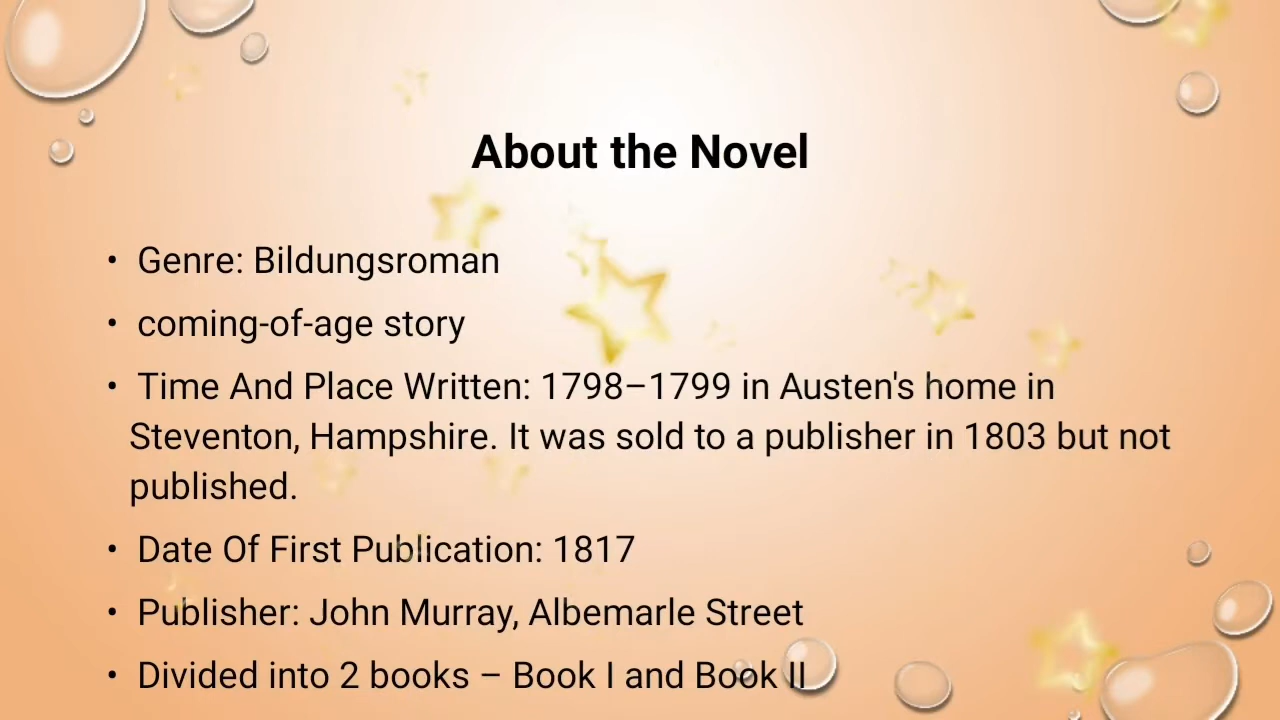 About the Novel
• Genre: Bildungsroman
• coming-of-age story
• Time And Place Written: 1798–1799 in Austen's home in
Steventon, Hampshire. It was sold to a publisher in 1803 but not
published.
• Date Of First Publication: 1817
• Publisher: John Murray, Albemarle Street
• Divided into 2 books – Book I and Book II